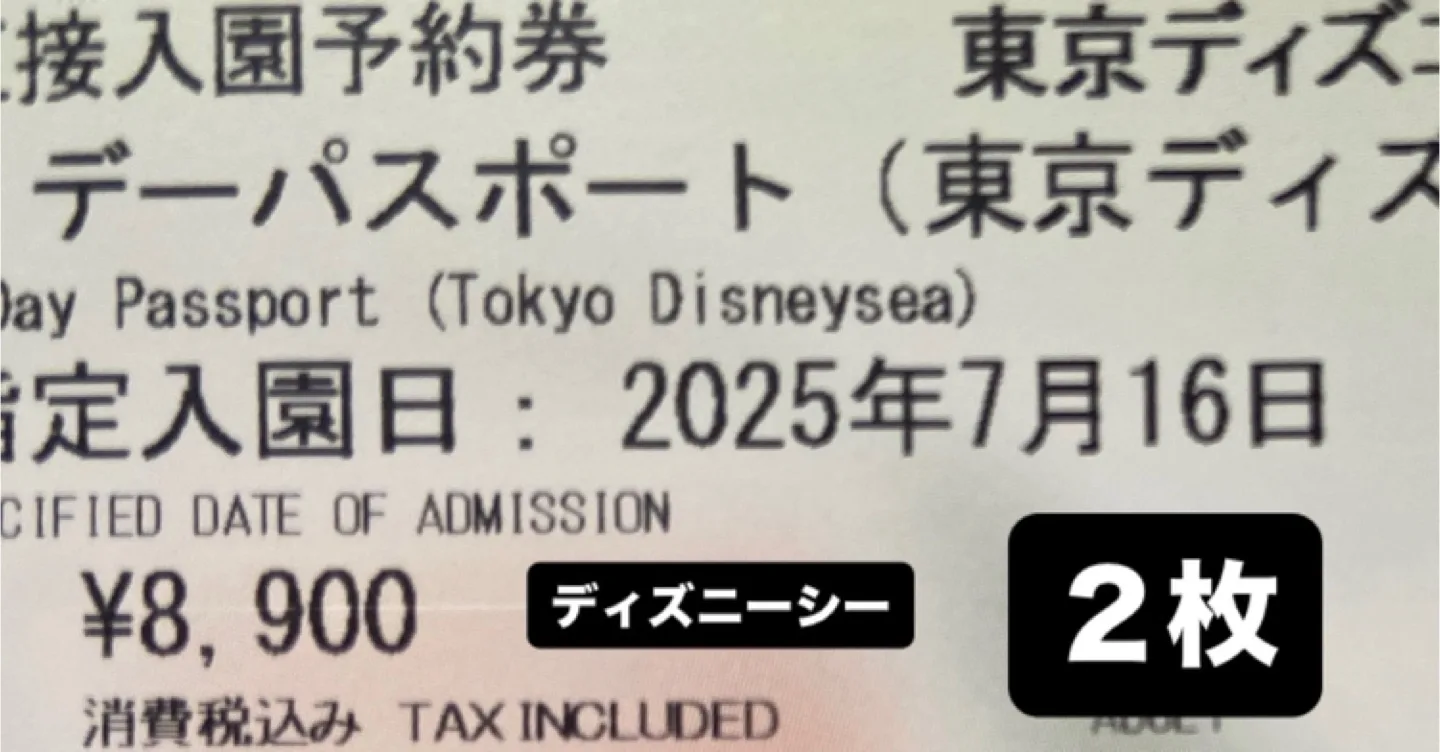 接入園予約券 東京ディズ
デーパスポート (東京ディズ
Day Passport (Tokyo Disneysea)
指定入園日: 2025年7月16日
CIFIED DATE OF ADMISSION
¥8,900 ディズニーシー 2枚
消費税込み TAX INCLUDED